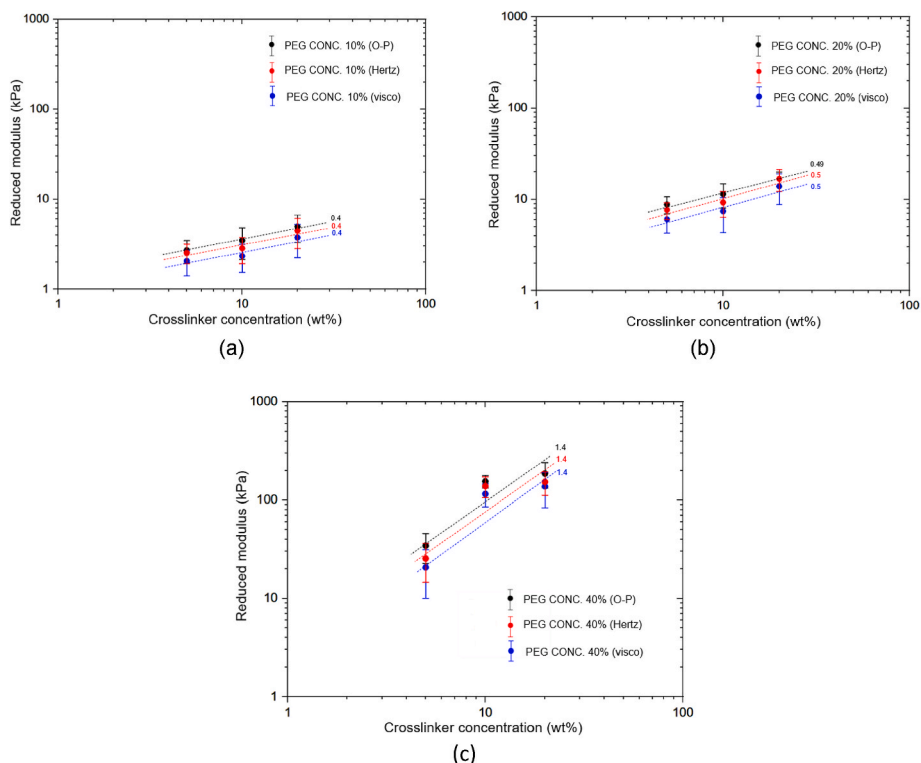 1000
100
10
1
Reduced modulus (kPa)
PEG CONC. 10% (O-P)
PEG CONC. 10% (Hertz)
PEG CONC. 10% (visco)
0.4
0.4
0.4
1
10
100
Crosslinker concentration (wt%)
(a)
1000
100
10
1
Reduced modulus (kPa)
PEG CONC. 20% (O-P)
PEG CONC. 20% (Hertz)
PEG CONC. 20% (visco)
0.49
0.5
0.5
1
10
100
Crosslinker concentration (wt%)
(b)
1000
100
10
1
Reduced modulus (kPa)
1.4
1.4
1.4
PEG CONC. 40% (O-P)
PEG CONC. 40% (Hertz)
PEG CONC. 40% (visco)
1
10
100
Crosslinker concentration (wt%)
(c)